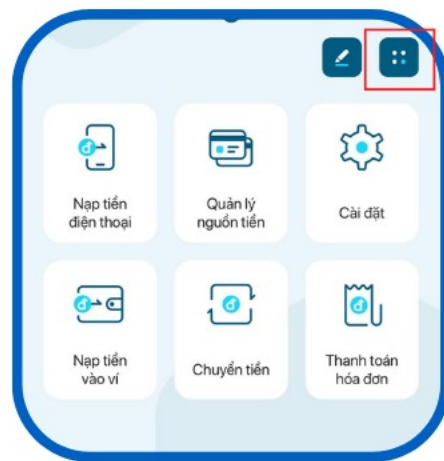 Nạp tiền
điện thoại
Quản lý
nguồn tiền
Cài đặt
Nạp tiền
vào ví
Chuyển tiền
Thanh toán
hóa đơn